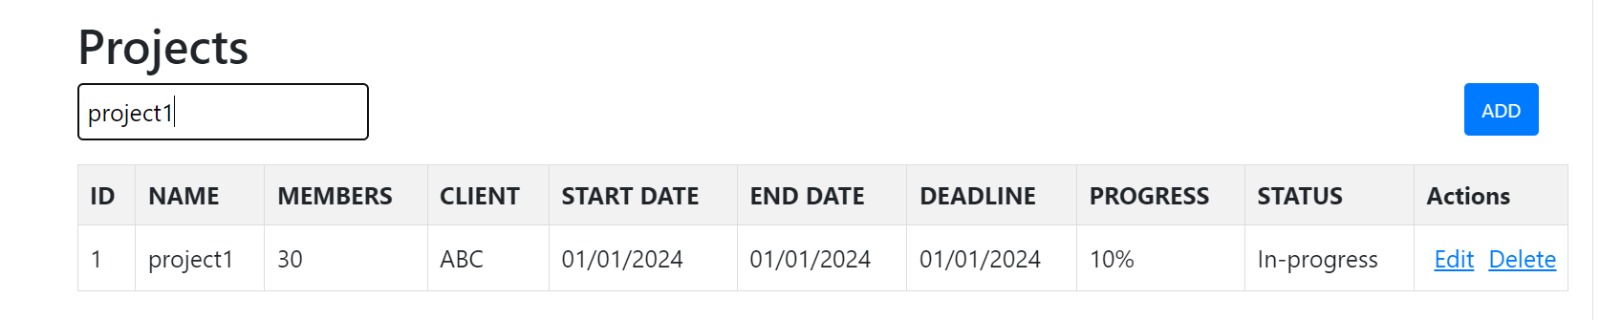 Projects
project1
ADD
ID NAME MEMBERS CLIENT START DATE END DATE DEADLINE PROGRESS STATUS Actions
1 project1 30 ABC 01/01/2024 01/01/2024 01/01/2024 10% In-progress Edit Delete